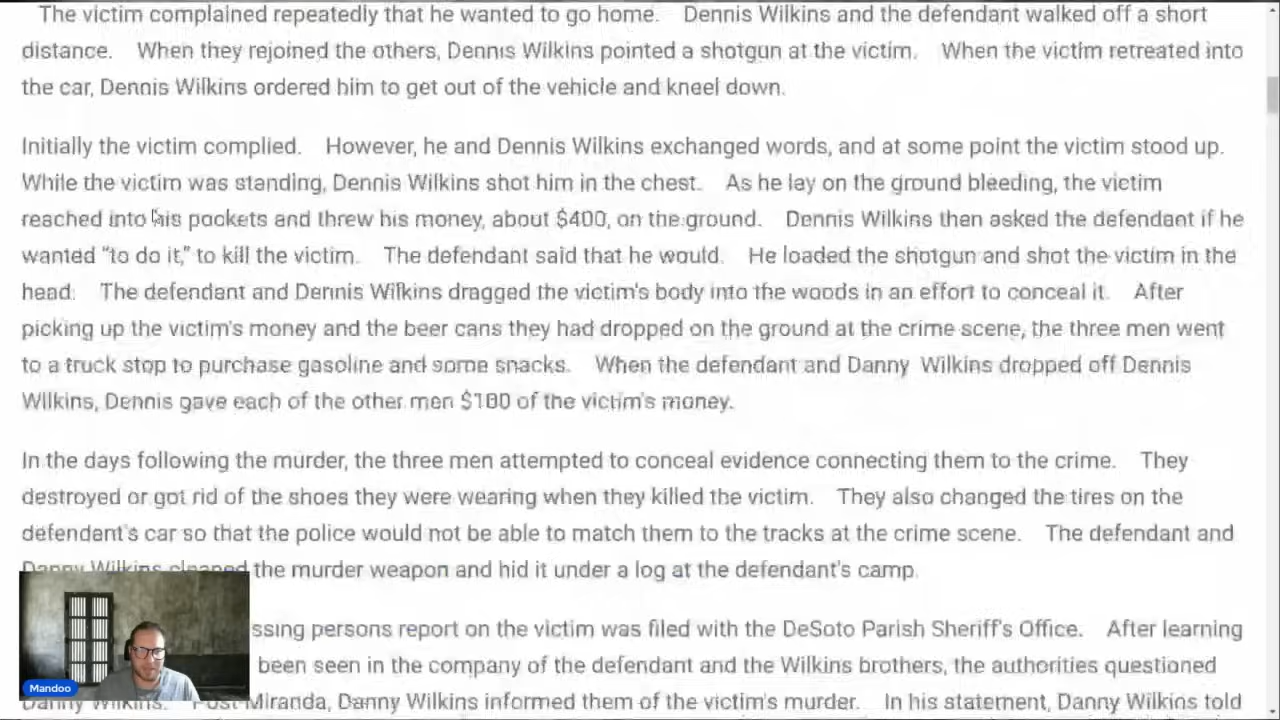 The victim complained repeatedly that he wanted to go home. Dennis Wilkins and the defendant walked off a short
distance. When they rejoined the others, Dennis Wilkins pointed a shotgun at the victim. When the victim retreated into
the car, Dennis Wilkins ordered him to get out of the vehicle and kneel down.
Initially the victim complied. However, he and Dennis Wilkins exchanged words, and at some point the victim stood up.
While the victim was standing, Dennis Wilkins shot him in the chest. As he lay on the ground bleeding, the victim
reached into his pockets and threw his money, about $400, on the ground. Dennis Wilkins then asked the defendant if he
wanted “to do it,” to kill the victim. The defendant said that he would. He loaded the shotgun and shot the victim in the
head. The defendant and Dennis Wilkins dragged the victim's body into the woods in an effort to conceal it. After
picking up the victim's money and the beer cans they had dropped on the ground at the crime scene, the three men went
to a truck stop to purchase gasoline and some snacks. When the defendant and Danny Wilkins dropped off Dennis
Wilkins, Dennis gave each of the other men $100 of the victim's money.
In the days following the murder, the three men attempted to conceal evidence connecting them to the crime. They
destroyed or got rid of the shoes they were wearing when they killed the victim. They also changed the tires on the
defendant's car so that the police would not be able to match them to the tracks at the crime scene. The defendant and
Danny Wilkins cleaned the murder weapon and hid it under a log at the defendant's camp.
ssing persons report on the victim was filed with the DeSoto Parish Sheriff's Office. After learning
been seen in the company of the defendant and the Wilkins brothers, the authorities questioned
Danny Wilkins. Post Miranda, Danny Wilkins informed them of the victim's murder. In his statement, Danny Wilkins told
Mandoo